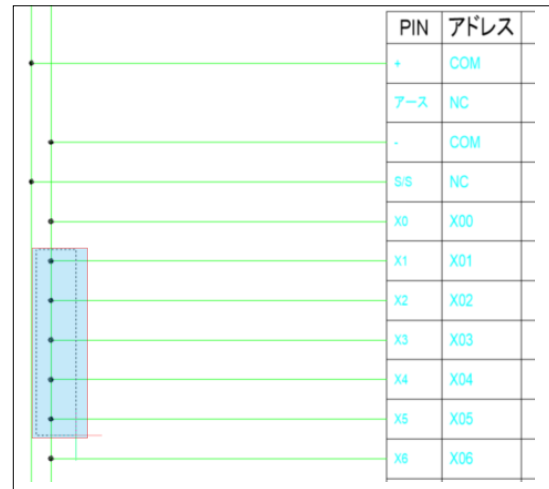 PIN アドレス
+ COM
アース NC
- COM
S/S NC
X0 X00
X1 X01
X2 X02
X3 X03
X4 X04
X5 X05
X6 X06